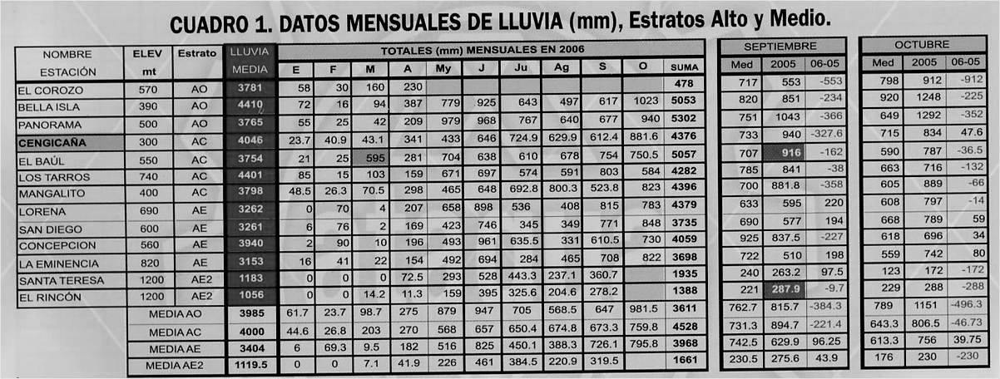 CUADRO 1. DATOS MENSUALES DE LLUVIA (mm), Estratos Alto y Medio.
NOMBRE ESTACIÓN ELEV mt Estrato LLUVIA MEDIA TOTALES (mm) MENSUALES EN 2006 SEPTIEMBRE OCTUBRE
E F M A My J Ju Ag S O SUMA Med 2005 06-05 Med 2005 06-05
EL COROZO 570 AO 3781 58 30 160 230 478 717 553 -553 798 912 -912
BELLA ISLA 390 AO 4410 72 16 94 387 779 925 643 497 617 1023 5053 820 851 -234 920 1248 -225
PANORAMA 500 AO 3765 55 25 42 209 979 968 767 640 677 940 5302 751 1043 -366 649 1292 -352
CENGICAÑA 300 AC 4046 23.7 40.9 43.1 341 433 646 724.9 629.9 612.4 881.6 4376 733 940 -327.6 715 834 47.6
EL BAÚL 550 AC 3754 21 25 595 281 704 638 610 678 754 750.5 5057 707 916 -162 590 787 -36.5
LOS TARROS 740 AC 4401 85 15 103 159 671 697 574 591 803 584 4282 785 841 -38 663 716 -132
MANGALITO 400 AC 3798 48.5 26.3 70.5 298 465 648 692.8 800.3 523.8 823 4396 700 881.8 -358 605 889 -66
LORENA 690 AE 3262 0 70 4 207 658 898 536 408 815 783 4379 633 595 220 608 797 -14
SAN DIEGO 600 AE 3261 6 76 2 169 423 746 345 349 771 848 3735 690 577 194 668 789 59
CONCEPCION 560 AE 3940 2 90 10 196 493 961 635.5 331 610.5 730 4059 925 837.5 -227 618 696 34
LA EMINENCIA 820 AE 3153 16 41 22 154 492 694 284 465 708 822 3698 722 510 198 559 742 80
SANTA TERESA 1200 AE2 1183 0 0 0 72.5 293 528 443.3 237.1 360.7 1935 240 263.2 97.5 123 172 -172
EL RINCÓN 1200 AE2 1056 0 0 14.2 11.3 159 395 325.6 204.6 278.2 1388 221 287.9 -9.7 229 288 -288
MEDIA AO 3985 61.7 23.7 98.7 275 879 947 705 568.5 647 981.5 3611 762.7 815.7 -384.3 789 1151 -496.3
MEDIA AC 4000 44.6 26.8 203 270 568 657 650.4 674.8 673.3 759.8 4528 731.3 894.7 -221.4 643.3 806.5 -46.73
MEDIA AE 3404 6 69.3 9.5 182 516 825 450.1 388.3 726.1 795.8 3968 742.5 629.9 96.25 613.3 756 39.75
MEDIA AE2 1119.5 0 0 7.1 41.9 226 461 384.5 220.9 319.5 1661 230.5 275.6 43.9 176 230 -230